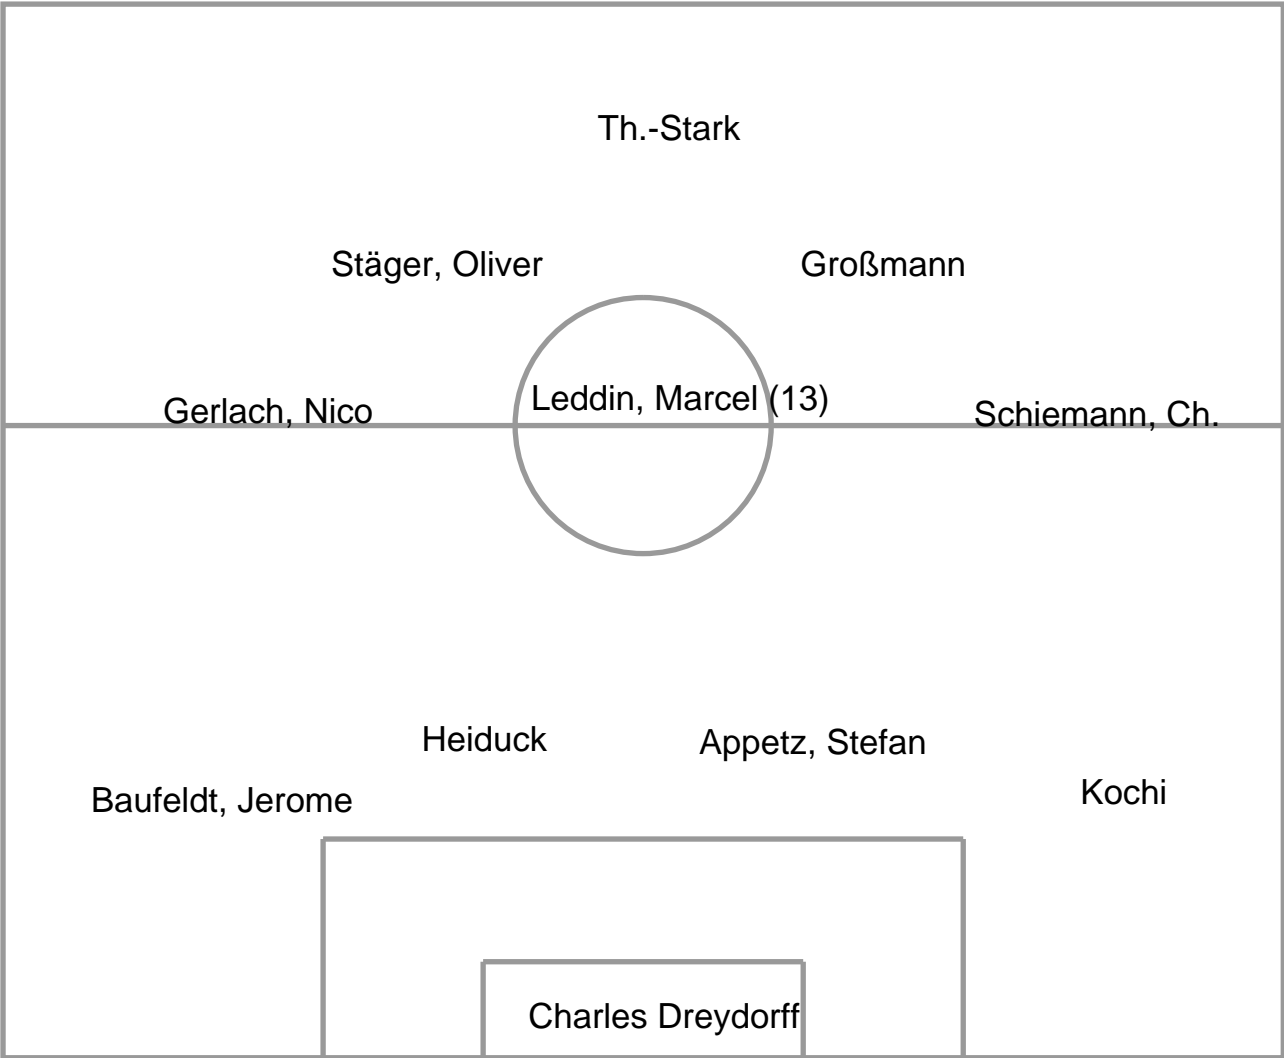 Th.-Stark
Stäger, Oliver
Großmann
Gerlach, Nico
Leddin, Marcel (13)
Schiemann, Ch.
Heiduck
Appetz, Stefan
Baufeldt, Jerome
Kochi
Charles Dreydorff